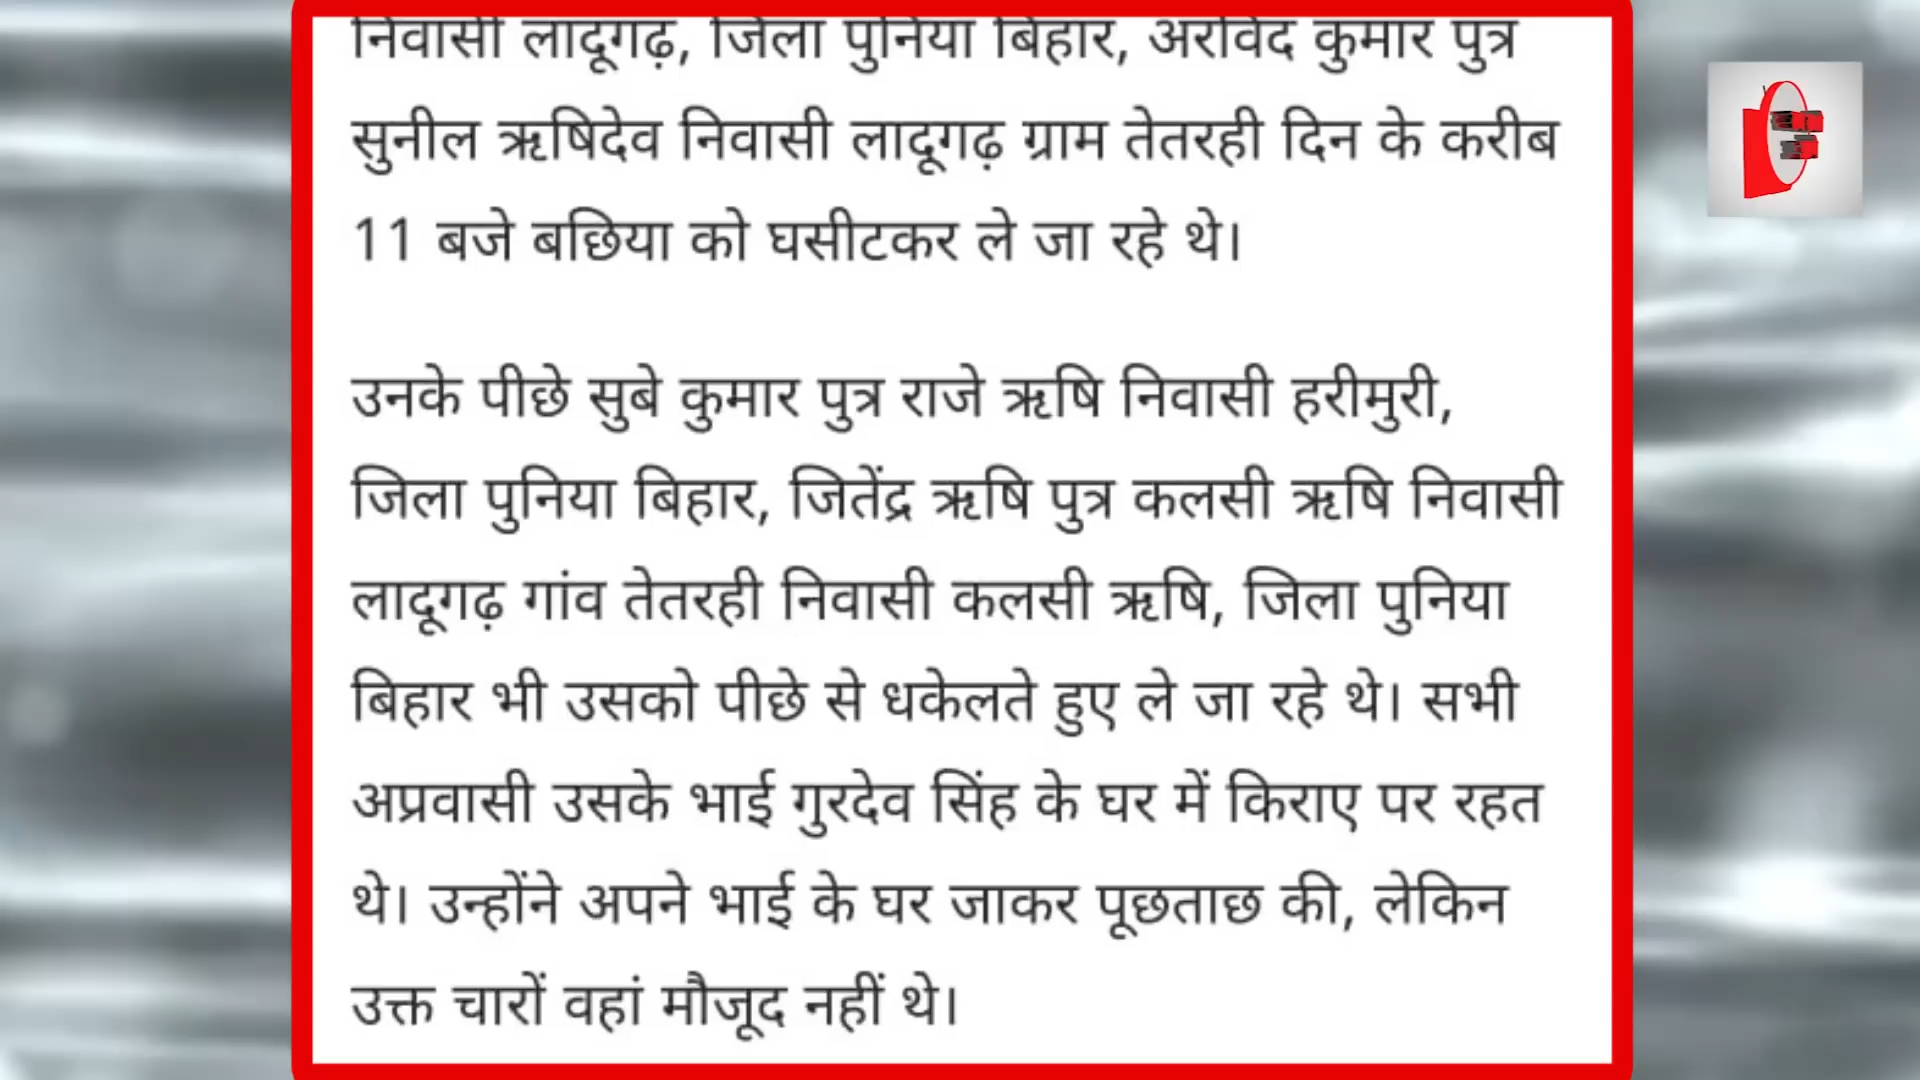 निवासी लादूगढ़, जिला पुनिया बिहार, अरविंद कुमार पुत्र
सुनील ऋषिदेव निवासी लादूगढ़ ग्राम तेतरही दिन के करीब
11 बजे बछिया को घसीटकर ले जा रहे थे।
उनके पीछे सुबे कुमार पुत्र राजे ऋषि निवासी हरीमुरी,
जिला पुनिया बिहार, जितेंद्र ऋषि पुत्र कलसी ऋषि निवासी
लादूगढ़ गांव तेतरही निवासी कलसी ऋषि, जिला पुनिया
बिहार भी उसको पीछे से धकेलते हुए ले जा रहे थे। सभी
अप्रवासी उसके भाई गुरदेव सिंह के घर में किराए पर रहत
थे। उन्होंने अपने भाई के घर जाकर पूछताछ की, लेकिन
उक्त चारों वहां मौजूद नहीं थे।